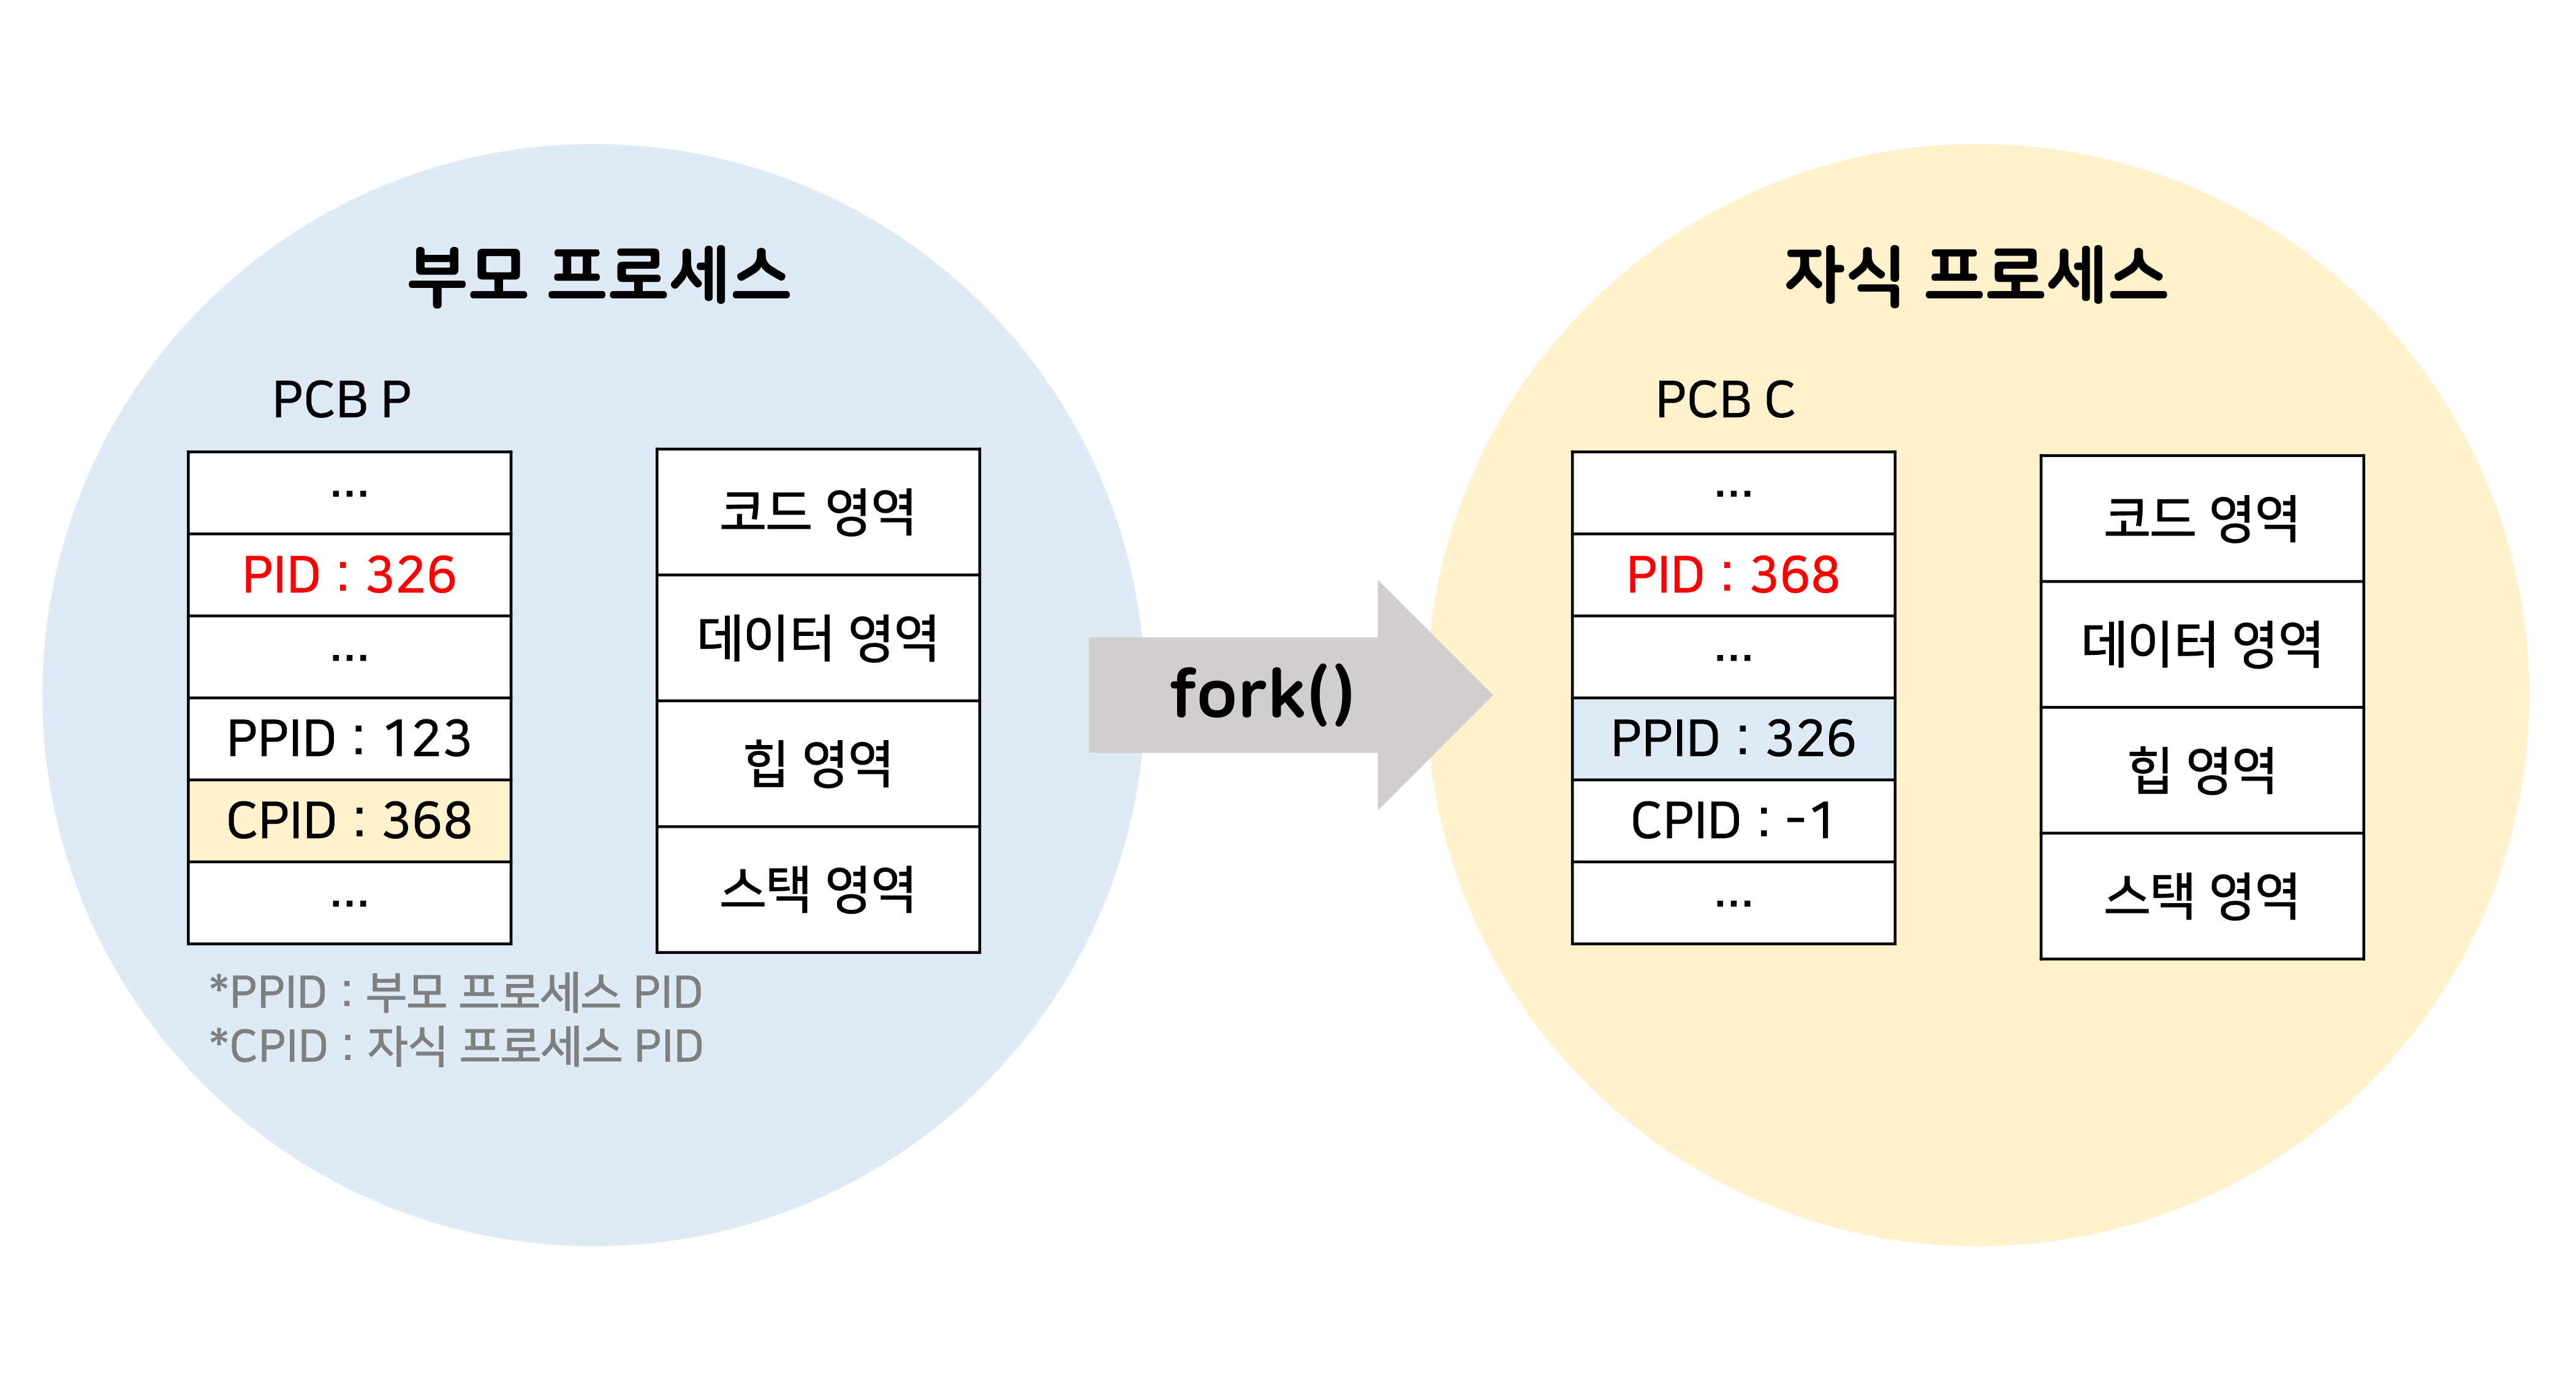 부모 프로세스
PCB P
...
PID : 326
...
PPID : 123
CPID : 368
...
코드 영역
데이터 영역
힙 영역
스택 영역
*PPID : 부모 프로세스 PID
*CPID : 자식 프로세스 PID
fork()
자식 프로세스
PCB C
...
PID : 368
...
PPID : 326
CPID : -1
...
코드 영역
데이터 영역
힙 영역
스택 영역